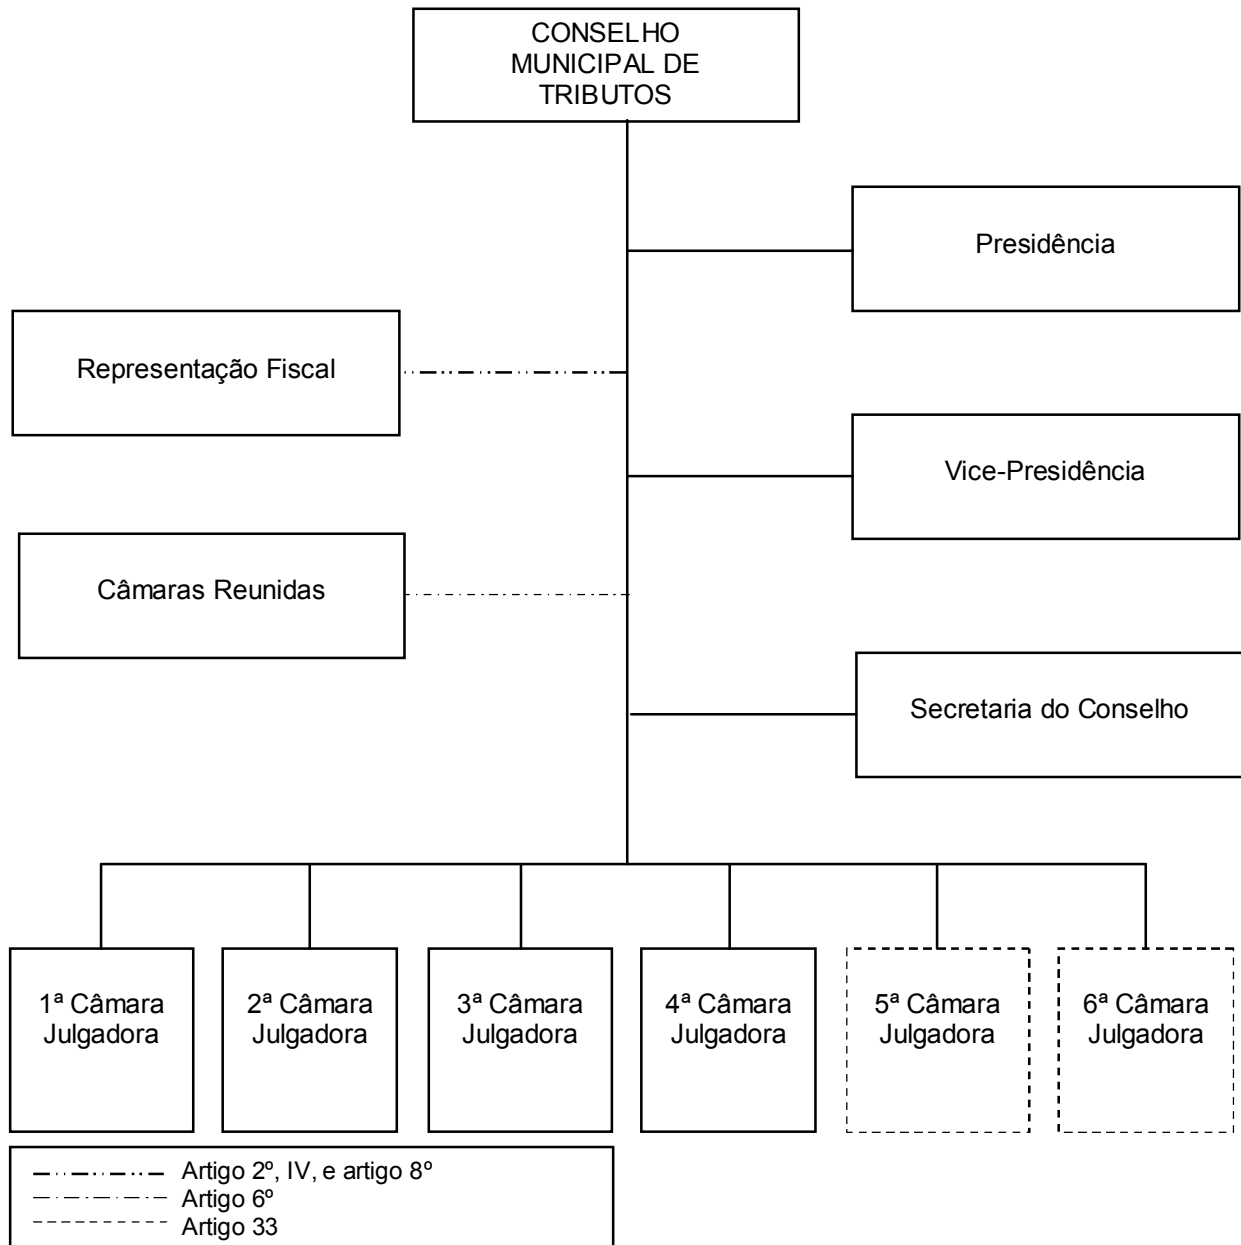 CONSELHO
MUNICIPAL DE
TRIBUTOS
Presidência
Representação Fiscal
Vice-Presidência
Câmaras Reunidas
Secretaria do Conselho
1ª Câmara
Julgadora
2ª Câmara
Julgadora
3ª Câmara
Julgadora
4ª Câmara
Julgadora
5ª Câmara
Julgadora
6ª Câmara
Julgadora
Artigo 2º, IV, e artigo 8º
Artigo 6º
Artigo 33